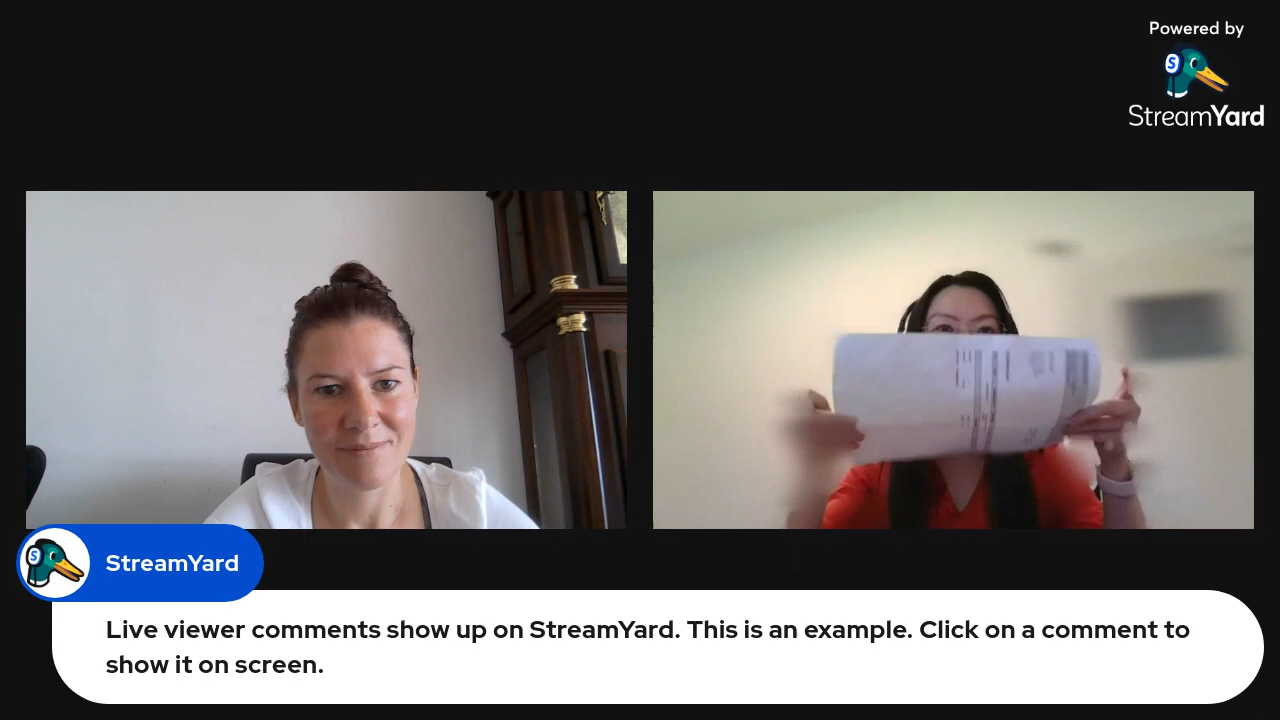 Powered by
StreamYard
StreamYard
Live viewer comments show up on StreamYard. This is an example. Click on a comment to
show it on screen.